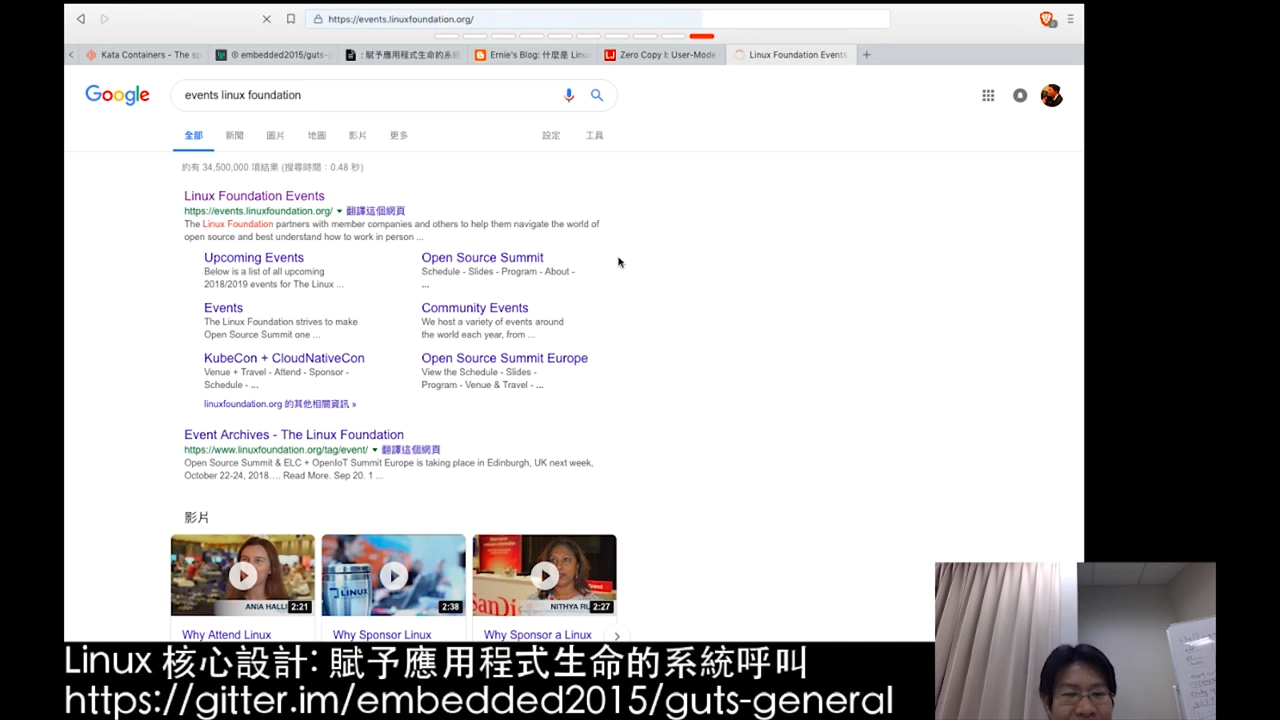 https://events.linuxfoundation.org/
Kata Containers - The sp
embedded2015/guts-
: 賦予應用程式生命的系統
Ernie's Blog: 什麼是 Linu
Zero Copy I: User-Mode
Linux Foundation Events
Google
events linux foundation
全部 新聞 圖片 地圖 影片 更多 設定 工具
約有 34,500,000 項結果 (搜尋時間：0.48 秒)
Linux Foundation Events
https://events.linuxfoundation.org/ 翻譯這個網頁
The Linux Foundation partners with member companies and others to help them navigate the world of
open source and best understand how to work in person ...
Upcoming Events
Below is a list of all upcoming
2018/2019 events for The Linux ...
Open Source Summit
Schedule - Slides - Program - About -
...
Events
The Linux Foundation strives to make
Open Source Summit one ...
Community Events
We host a variety of events around
the world each year, from ...
KubeCon + CloudNativeCon
Venue + Travel - Attend - Sponsor -
Schedule - ...
Open Source Summit Europe
View the Schedule - Slides -
Program - Venue & Travel - ...
linuxfoundation.org 的其他相關資訊 »
Event Archives - The Linux Foundation
https://www.linuxfoundation.org/tag/event/ 翻譯這個網頁
Open Source Summit & ELC + OpenIoT Summit Europe is taking place in Edinburgh, UK next week,
October 22-24, 2018.... Read More. Sep 20. 1 ...
影片
ANIA HALLI 2:21
LINUX 2:38
NITHYA RU 2:27
Why Attend Linux
Why Sponsor Linux
Why Sponsor a Linux
Linux 核心設計: 賦予應用程式生命的系統呼叫
https://gitter.im/embedded2015/guts-general